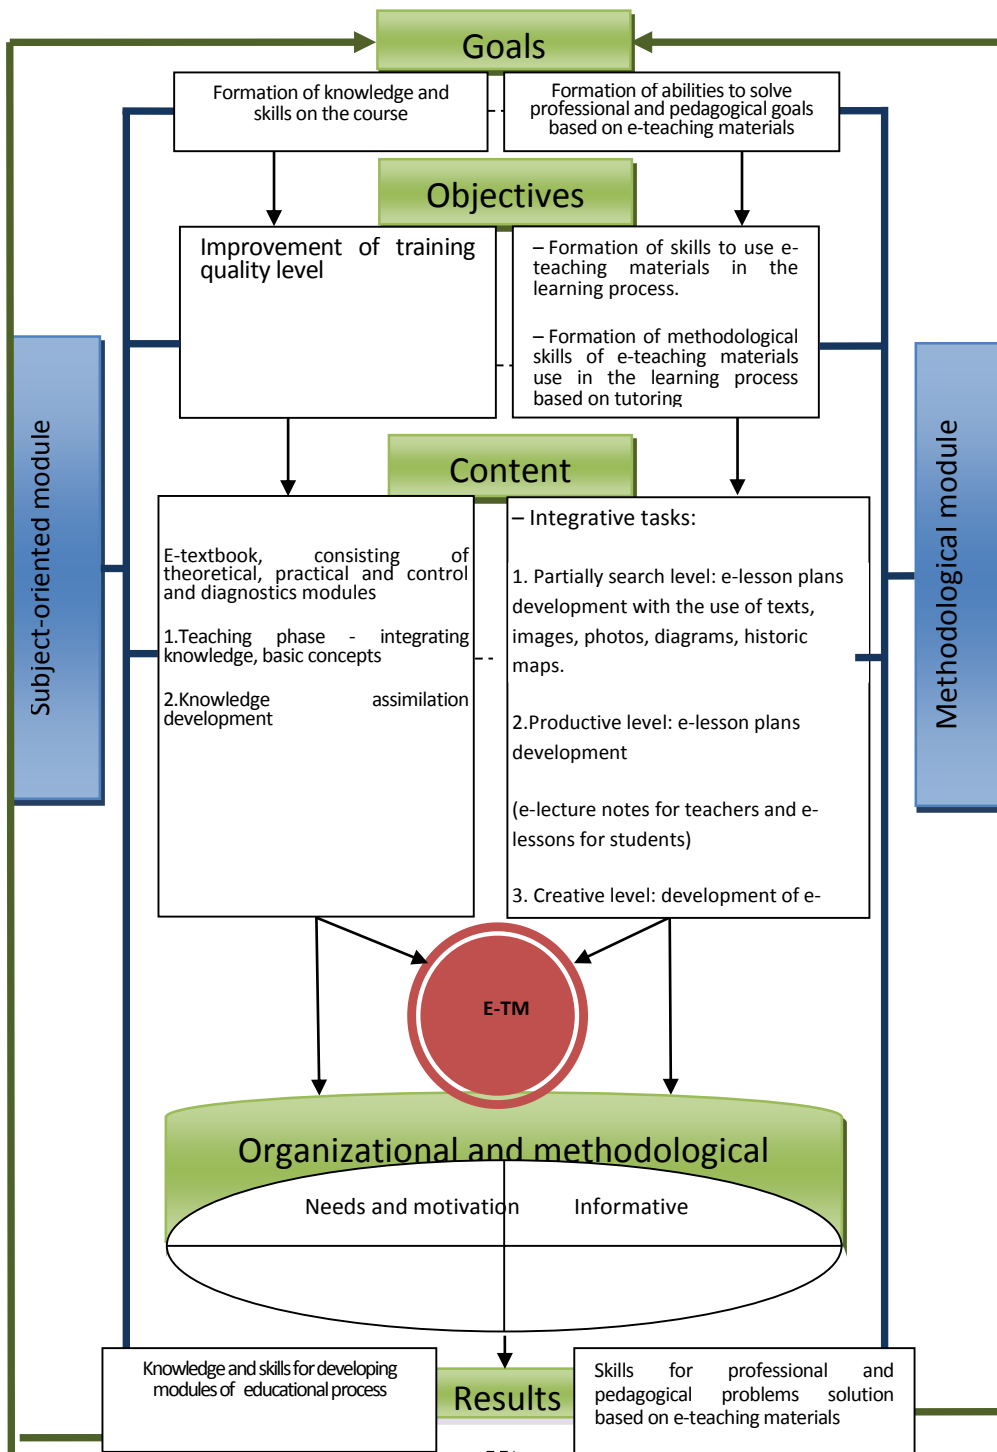 Goals
Formation of knowledge and
skills on the course
Formation of abilities to solve
professional and pedagogical goals
based on e-teaching materials
Objectives
Improvement of training
quality level
– Formation of skills to use e-
teaching materials in the
learning process.
– Formation of methodological
skills of e-teaching materials
use in the learning process
based on tutoring
Subject-oriented module
Methodological module
Content
E-textbook, consisting of
theoretical, practical and control
and diagnostics modules
1.Teaching phase - integrating
knowledge, basic concepts
2.Knowledge assimilation
development
– Integrative tasks:
1. Partially search level: e-lesson plans
development with the use of texts,
images, photos, diagrams, historic
maps.
2.Productive level: e-lesson plans
development
(e-lecture notes for teachers and e-
lessons for students)
3. Creative level: development of e-
E-TM
Organizational and methodological
Needs and motivation
Informative
Knowledge and skills for developing
modules of educational process
Results
Skills for professional and
pedagogical problems solution
based on e-teaching materials